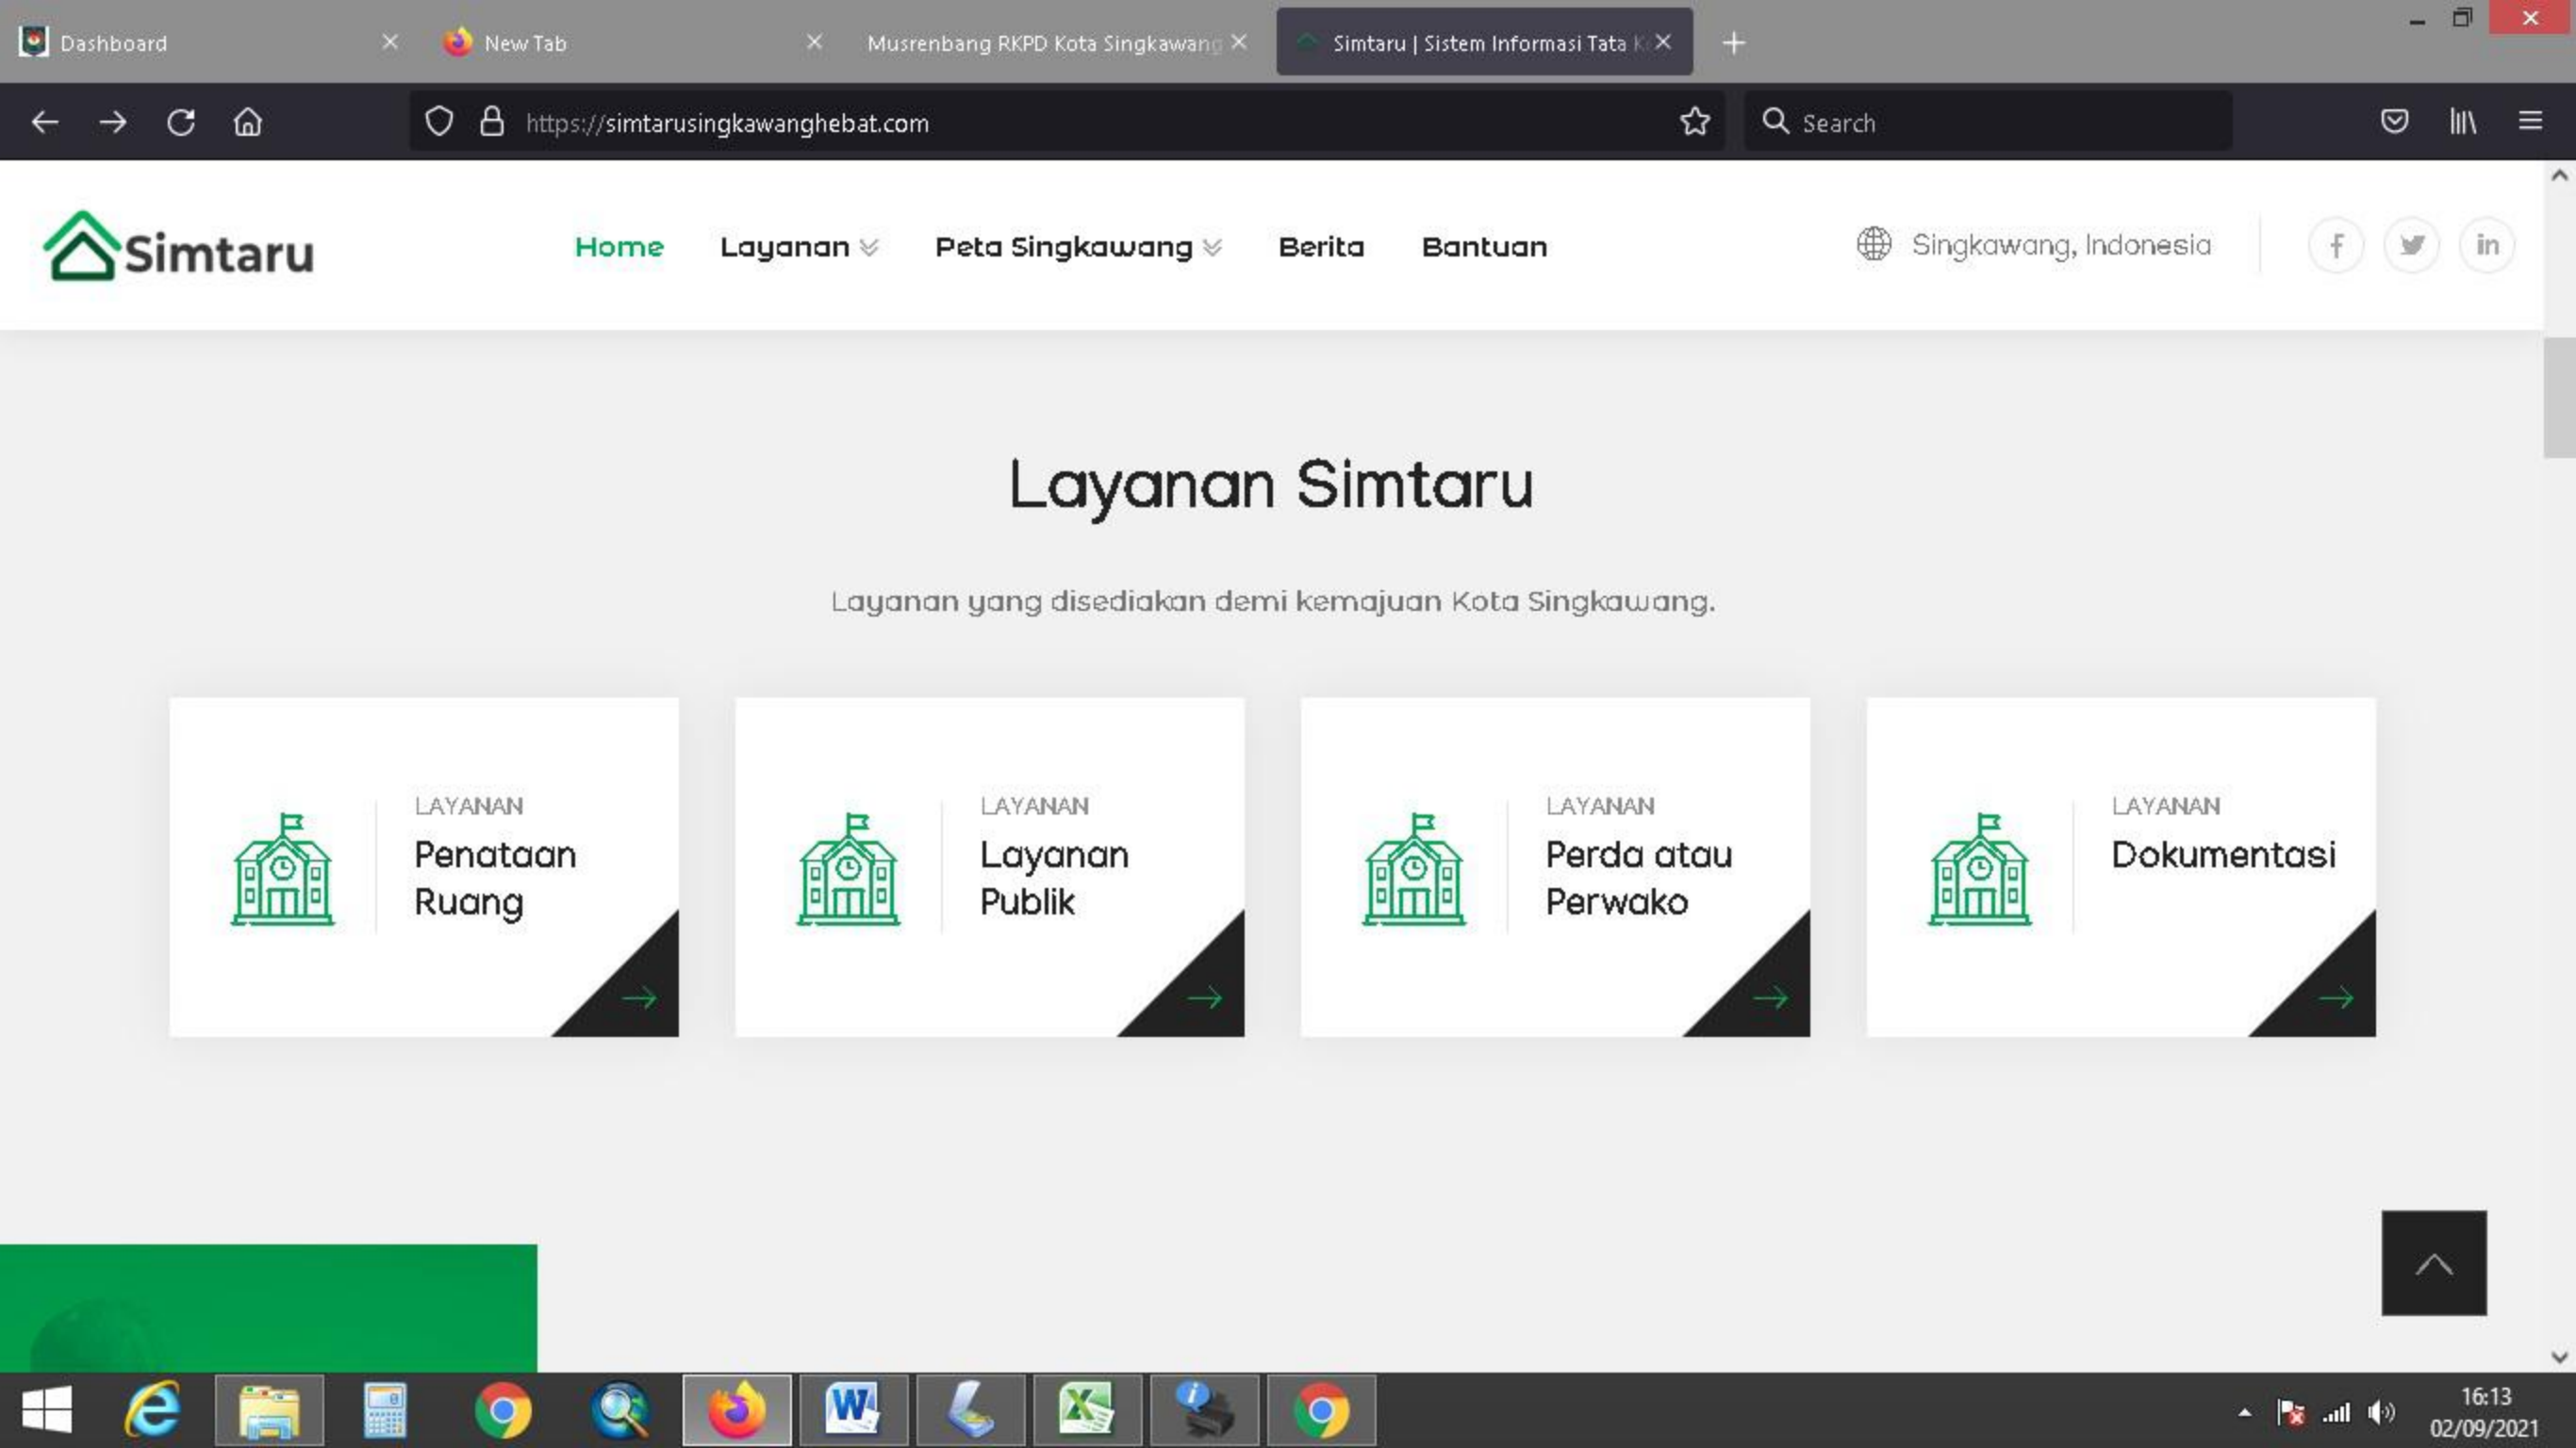 Dashboard
New Tab
Musrenbang RKPD Kota Singkawang
Simtaru | Sistem Informasi Tata
https://simtarusingkawanghebat.com
Search
Simtaru
Home
Layanan
Peta Singkawang
Berita
Bantuan
Singkawang, Indonesia
Layanan Simtaru
Layanan yang disediakan demi kemajuan Kota Singkawang.
LAYANAN
Penataan
Ruang
LAYANAN
Layanan
Publik
LAYANAN
Perda atau
Perwako
LAYANAN
Dokumentasi
16:13
02/09/2021